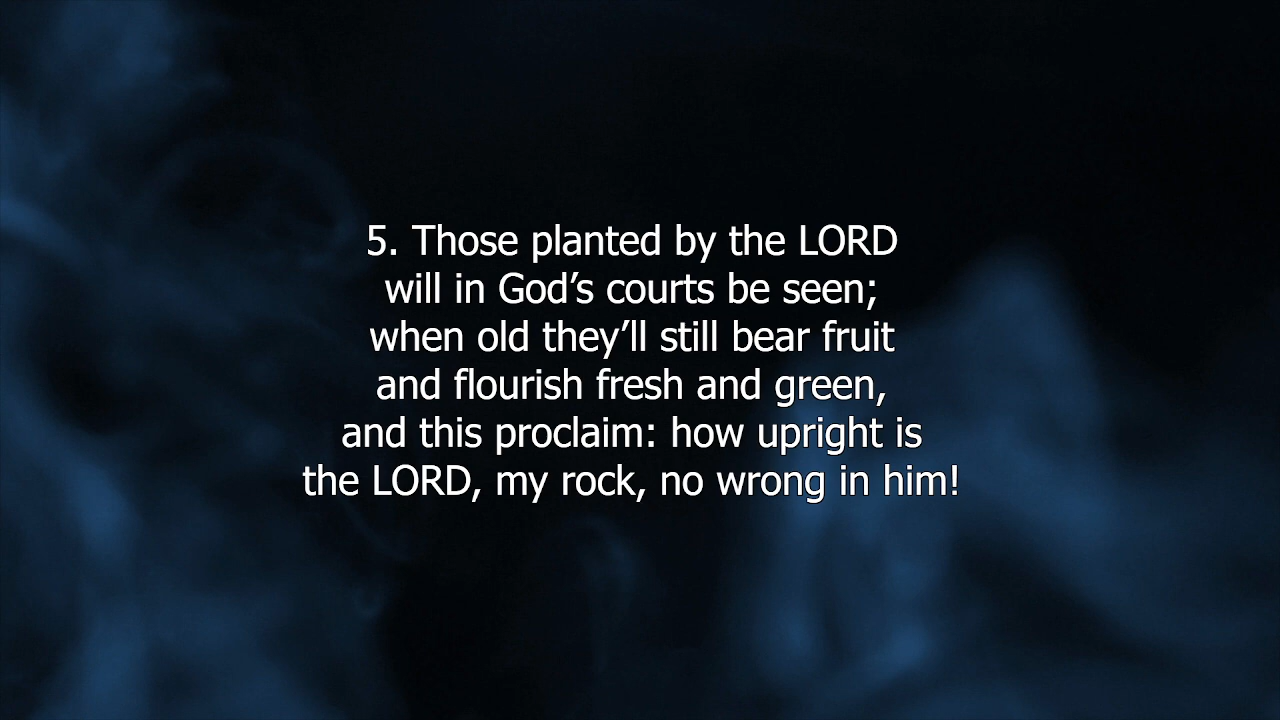 5. Those planted by the LORD
will in God’s courts be seen;
when old they’ll still bear fruit
and flourish fresh and green,
and this proclaim: how upright is
the LORD, my rock, no wrong in him!